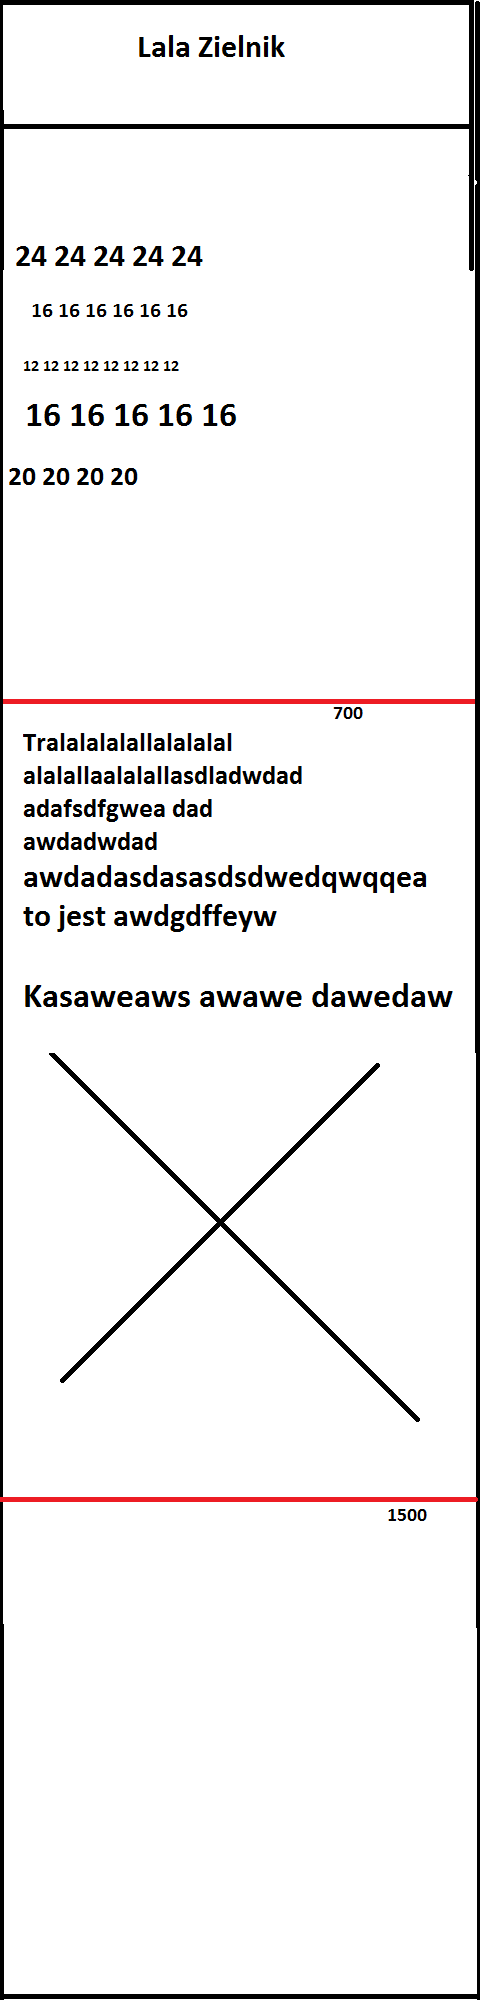 Lala Zielnik
24 24 24 24 24
16 16 16 16 16 16
12 12 12 12 12 12 12 12
16 16 16 16 16
20 20 20 20
700
Tralalalalallalalalal
alalallaalalallasdladwdad
adafsdfgwea dad
awdadwdad
awdadasdasasdsdwedqwqqea
to jest awdgdffeyw
Kasaweaws awawe dawedaw
1500